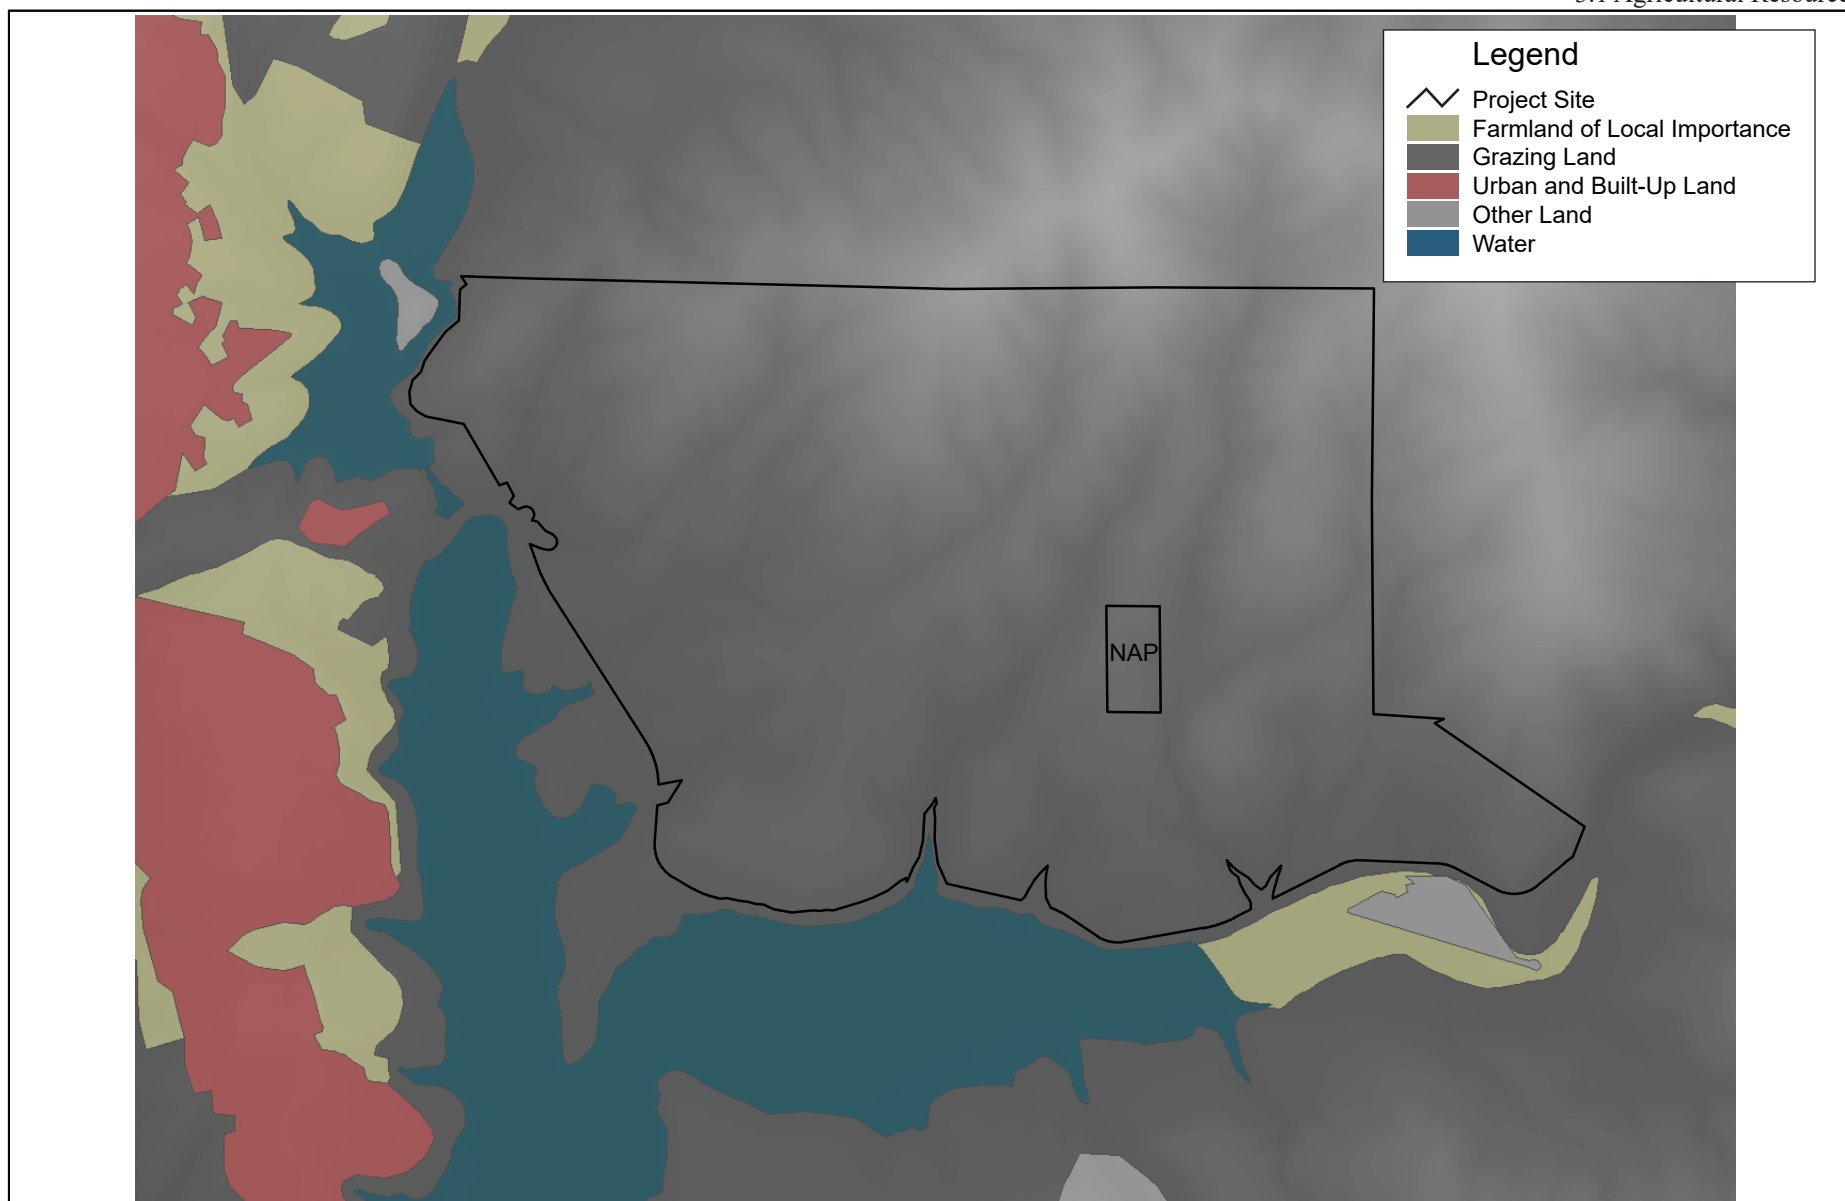 Legend
Project Site
Farmland of Local Importance
Grazing Land
Urban and Built-Up Land
Other Land
Water
NAP